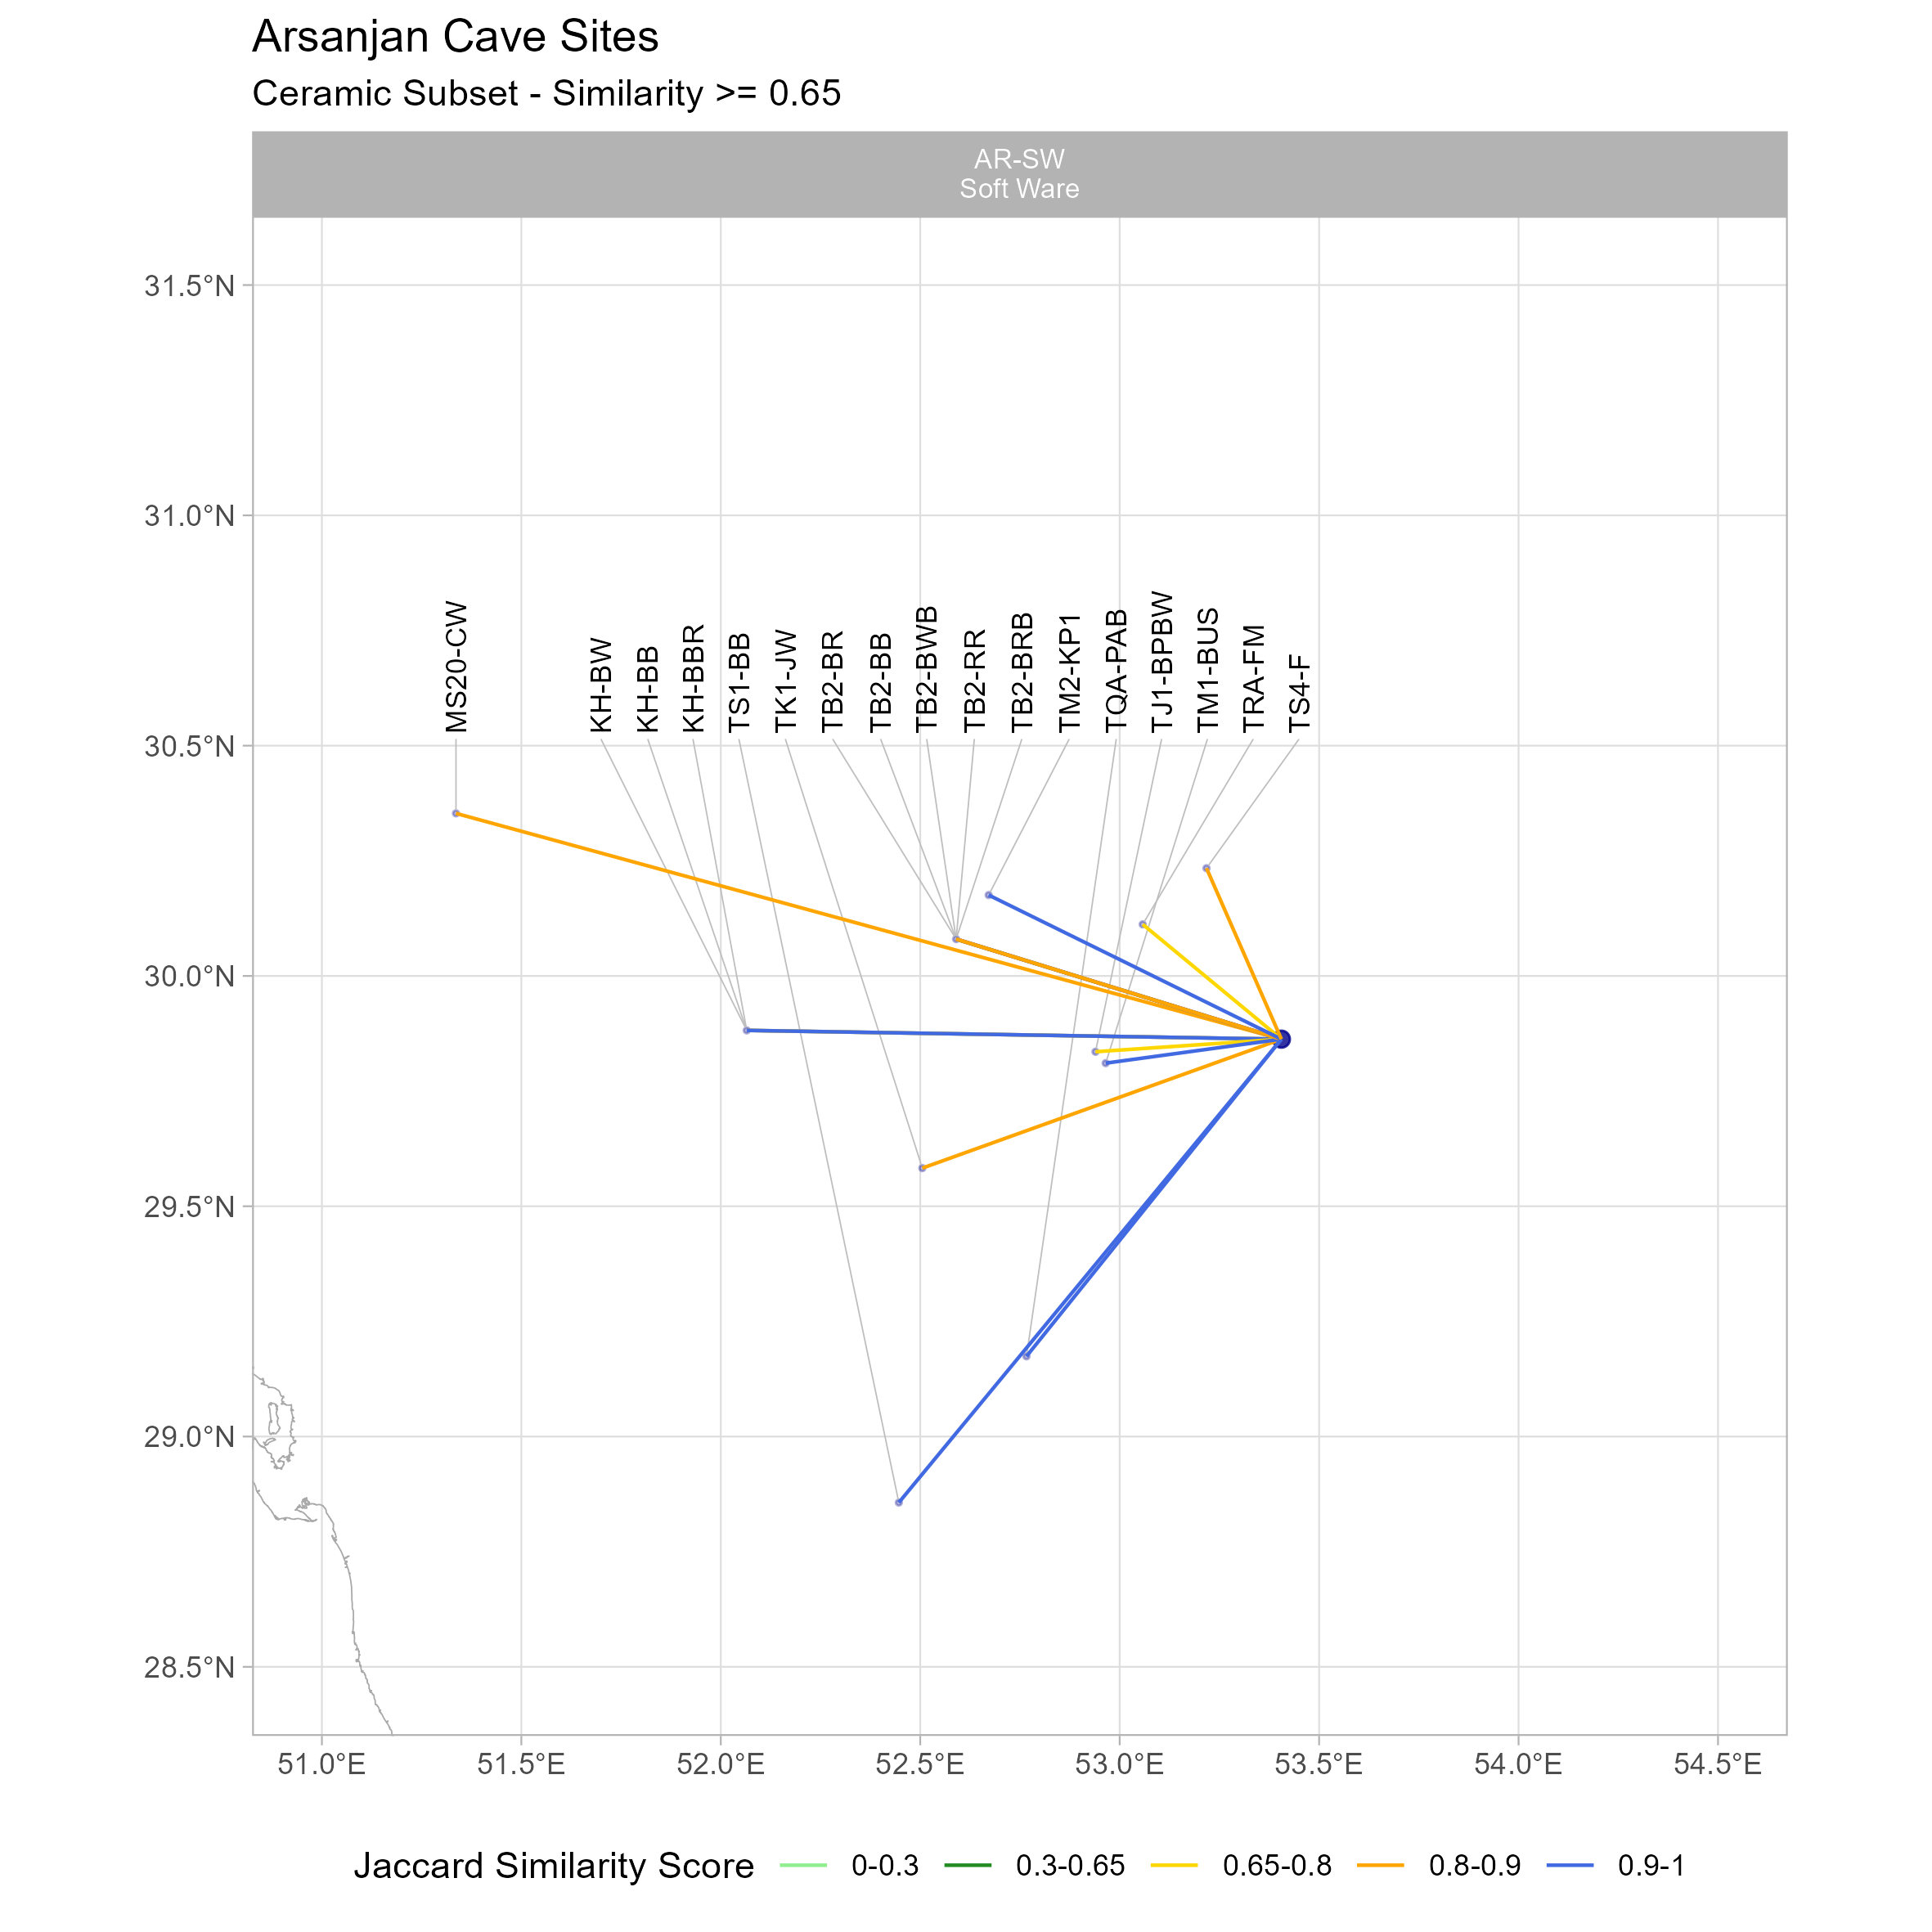 Arsanjan Cave Sites
Ceramic Subset - Similarity >= 0.65
AR-SW
Soft Ware
31.5°N
31.0°N
30.5°N
30.0°N
29.5°N
29.0°N
28.5°N
MS20-CW
KH-BW
KH-BB
KH-BBR
TS1-BB
TK1-JW
TB2-BR
TB2-BB
TB2-BWB
TB2-RR
TB2-BRB
TM2-KP1
TQA-PAB
TJ1-BPBW
TM1-BUS
TRA-FM
TS4-F
51.0°E 51.5°E 52.0°E 52.5°E 53.0°E 53.5°E 54.0°E 54.5°E
Jaccard Similarity Score 0-0.3 0.3-0.65 0.65-0.8 0.8-0.9 0.9-1